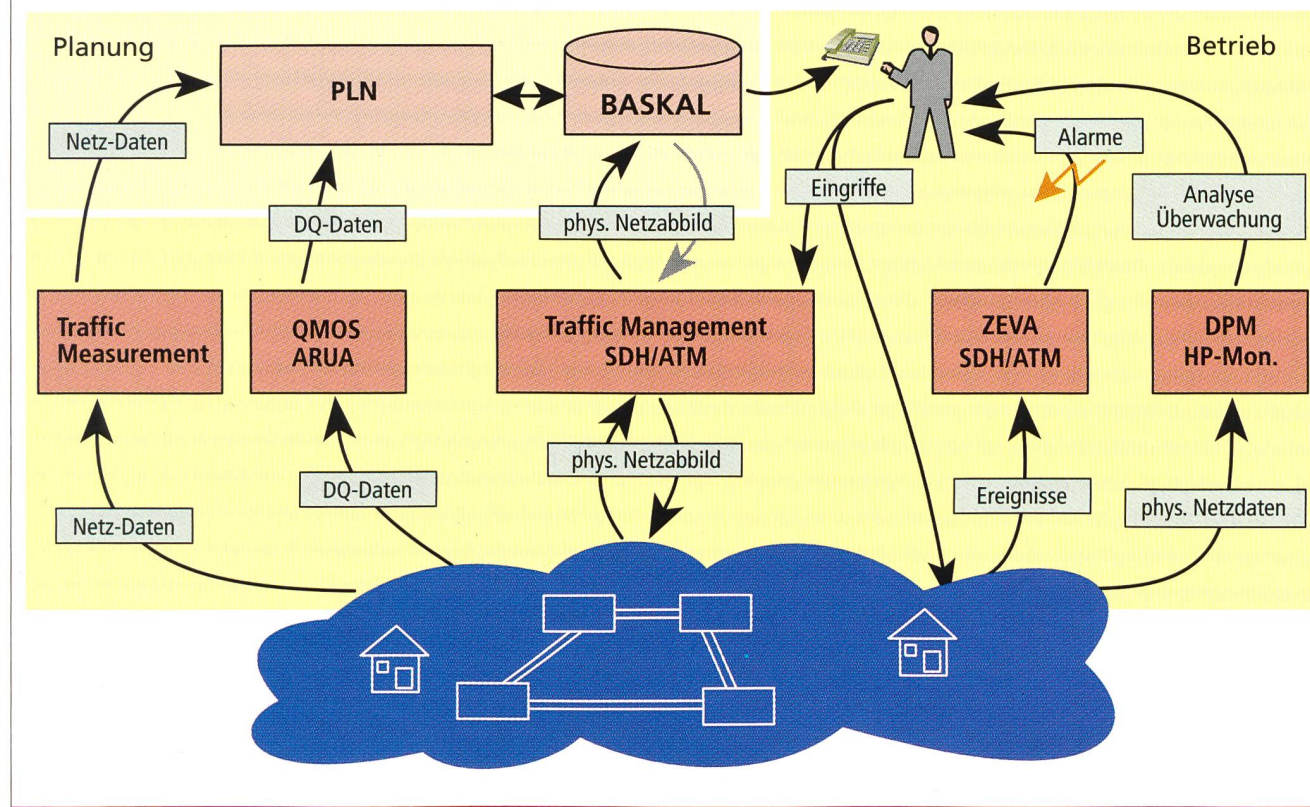 Planung
Betrieb
PLN
BASKAL
Netz-Daten
DQ-Daten
phys. Netzabbild
Eingriffe
Alarme
Analyse
Überwachung
Traffic
Measurement
QMOS
ARUA
Traffic Management
SDH/ATM
ZEVA
SDH/ATM
DPM
HP-Mon.
Netz-Daten
DQ-Daten
phys. Netzabbild
Ereignisse
phys. Netzdaten